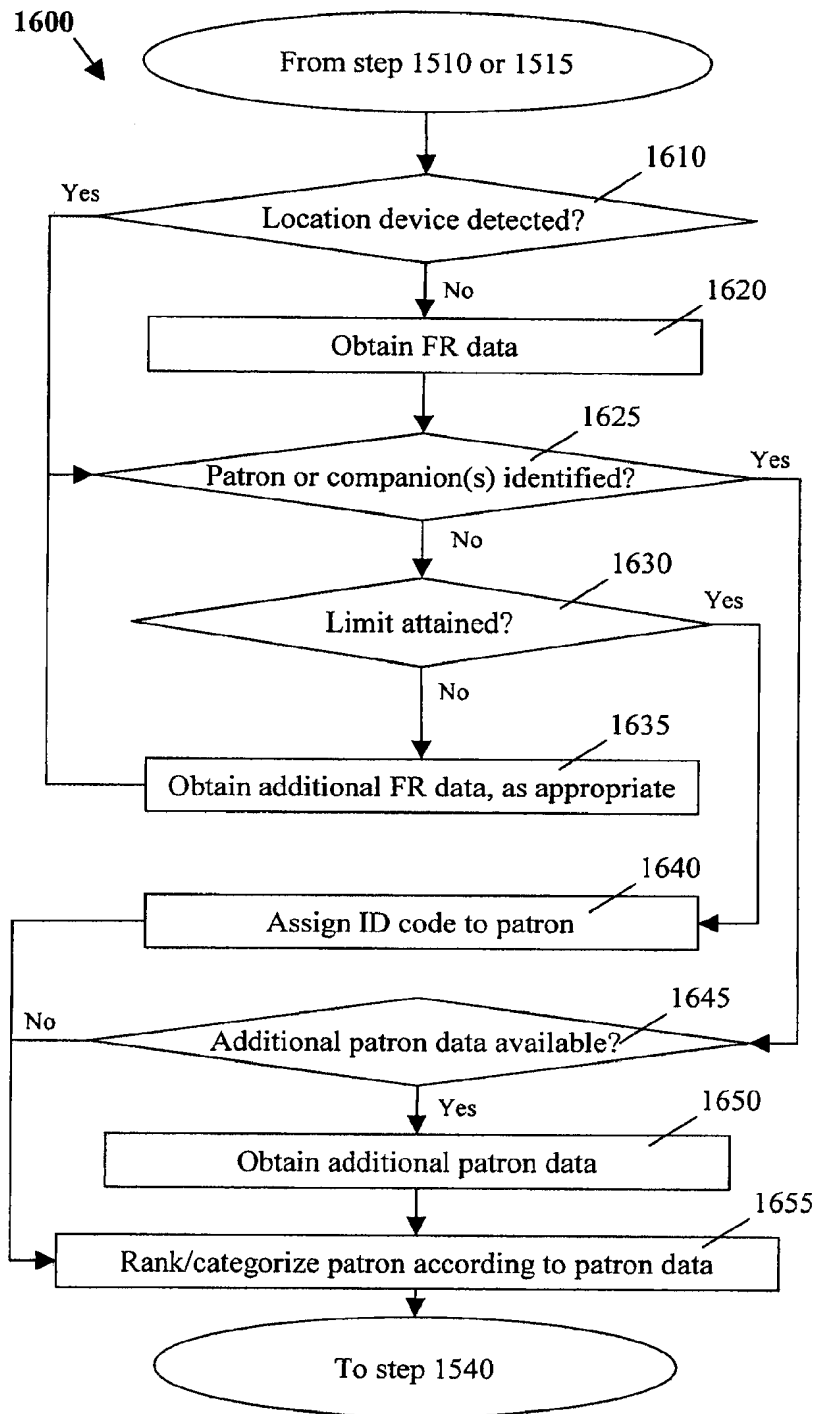 1600
From step 1510 or 1515
1610
Yes
Location device detected?
No
1620
Obtain FR data
1625
Patron or companion(s) identified?
Yes
No
1630
Yes
Limit attained?
No
1635
Obtain additional FR data, as appropriate
1640
Assign ID code to patron
No
1645
Additional patron data available?
Yes
1650
Obtain additional patron data
1655
Rank/categorize patron according to patron data
To step 1540